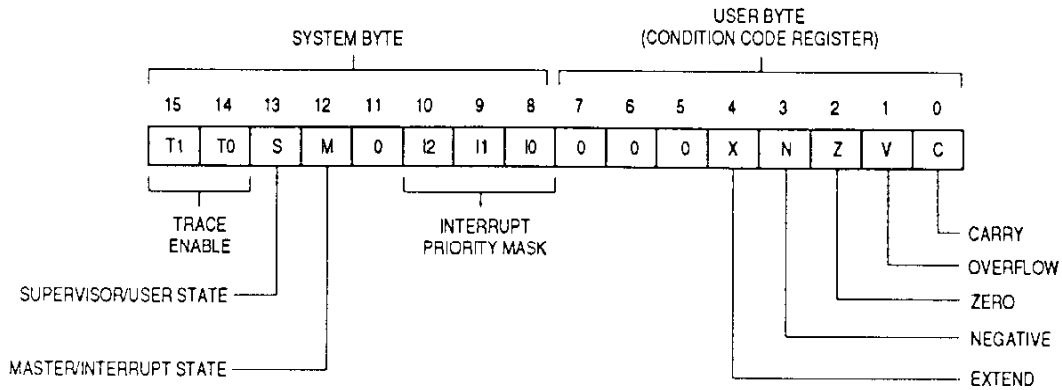 USER BYTE
SYSTEM BYTE (CONDITION CODE REGISTER)
15 14 13 12 11 10 9 8 7 6 5 4 3 2 1 0
T1 T0 S M 0 I2 I1 I0 0 0 0 X N Z V C
TRACE
ENABLE
INTERRUPT
PRIORITY MASK
CARRY
OVERFLOW
SUPERVISOR/USER STATE
ZERO
NEGATIVE
MASTER/INTERRUPT STATE
EXTEND